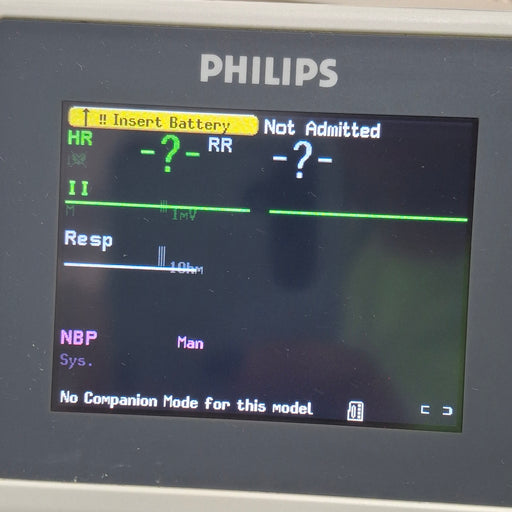 PHILIPS
!! Insert Battery Not Admitted
HR -?- RR -?-
II
M 1mV
Resp
NBP Man
Sys.
No Companion Mode for this model